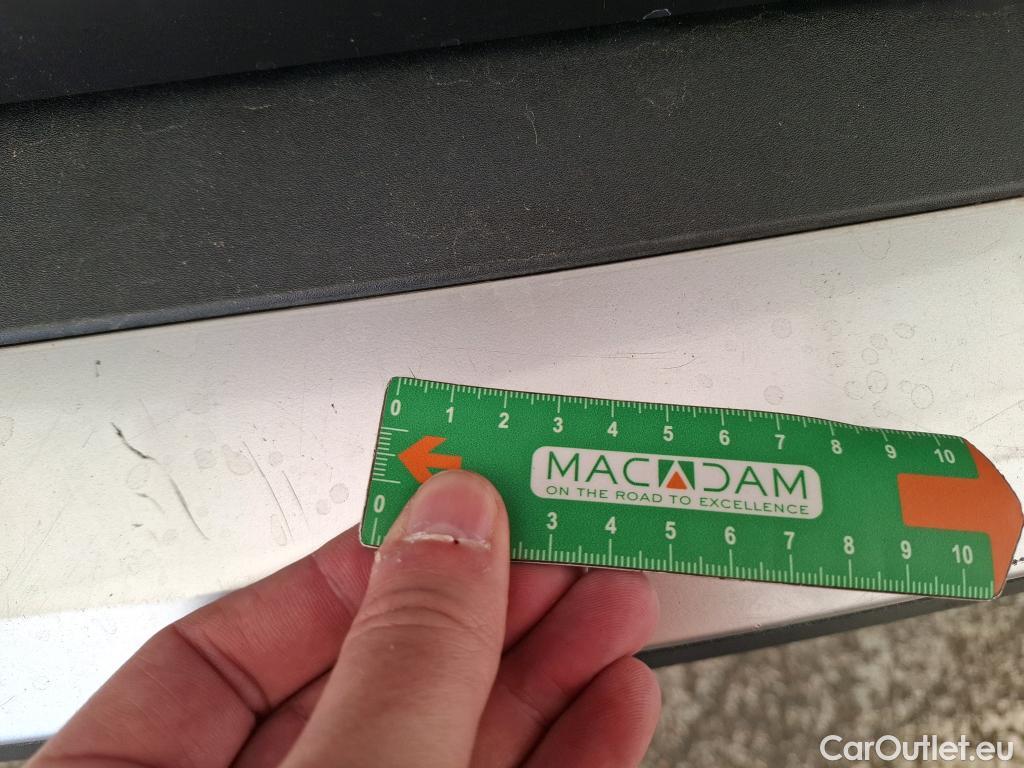 0 1 2 3 4 5 6 7 8 9 10
MACADAM
ON THE ROAD TO EXCELLENCE
0 3 4 5 6 7 8 9 10
CarOutlet.eu